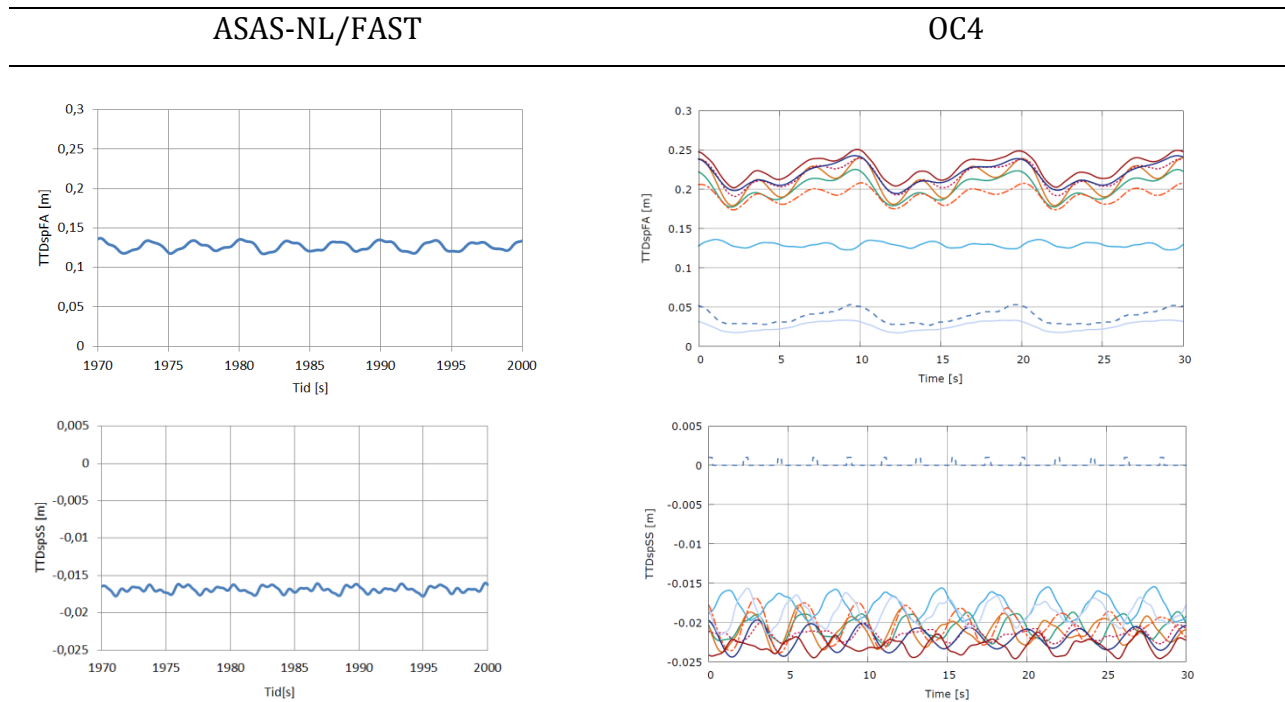 ASAS-NL/FAST OC4
0,3
0,25
0,2
0,15
0,1
0,05
0
TTDspFA [m]
1970 1975 1980 1985 1990 1995 2000
Tid [s]
0.3
0.25
0.2
0.15
0.1
0.05
0
TTDspFA [m]
0 5 10 15 20 25 30
Time [s]
0,005
0
-0,005
-0,01
-0,015
-0,02
-0,025
TTDspSS [m]
1970 1975 1980 1985 1990 1995 2000
Tid[s]
0.005
0
-0.005
-0.01
-0.015
-0.02
-0.025
TTDspSS [m]
0 5 10 15 20 25 30
Time [s]